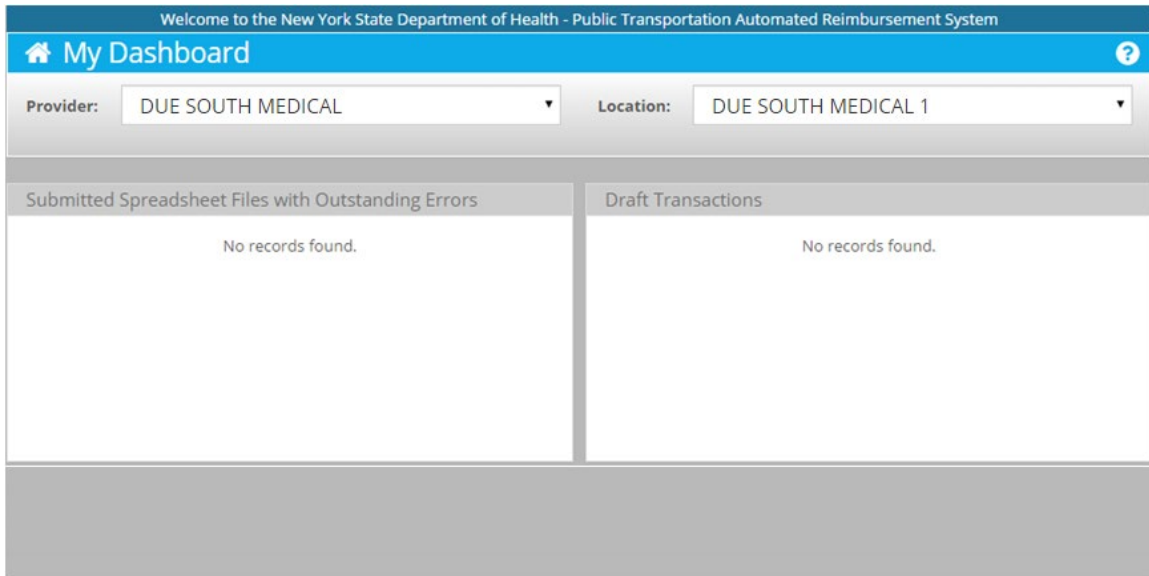 Welcome to the New York State Department of Health - Public Transportation Automated Reimbursement System
My Dashboard
?
Provider: DUE SOUTH MEDICAL Location: DUE SOUTH MEDICAL 1
Submitted Spreadsheet Files with Outstanding Errors
No records found.
Draft Transactions
No records found.